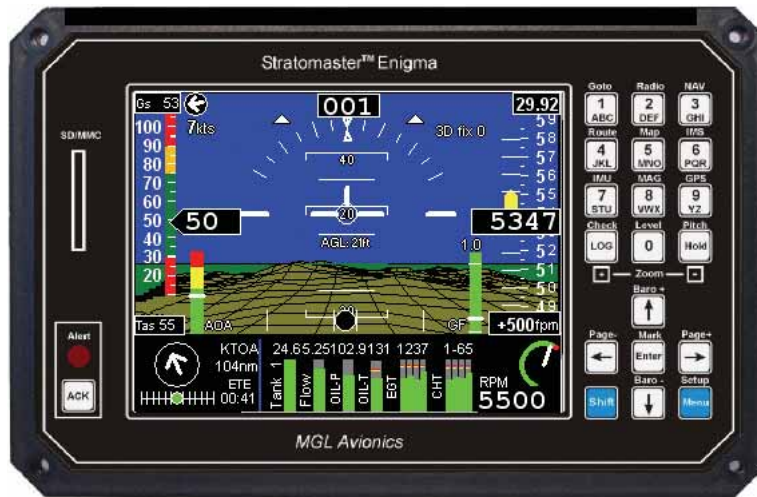 Stratomaster™ Enigma
SD/MMC
Alert
ACK
Gs 53
7kts
001
3D fix 0
29.92
100
90
80
70
60
50
40
30
20
50
40
20
AGL: 21ft
59
58
57
56
55
5347
52
51
50
49
1.0
Tas 55
AOA
GF
+500fpm
KTOA
104nm
ETE
00:41
24.6 5.25 102.9 131 1237 1-65
Tank 1
Flow
OIL-P
OIL-T
EGT
CHT
RPM
5500
MGL Avionics
Goto Radio NAV
1 ABC 2 DEF 3 GHI
Route Map IMS
4 JKL 5 MNO 6 PQR
IMU MAG GPS
7 STU 8 VWX 9 YZ
Check Level Pitch
LOG 0 Hold
- Zoom -
Baro +
Page- Mark Page+
Enter
Baro - Setup
Shift Menu